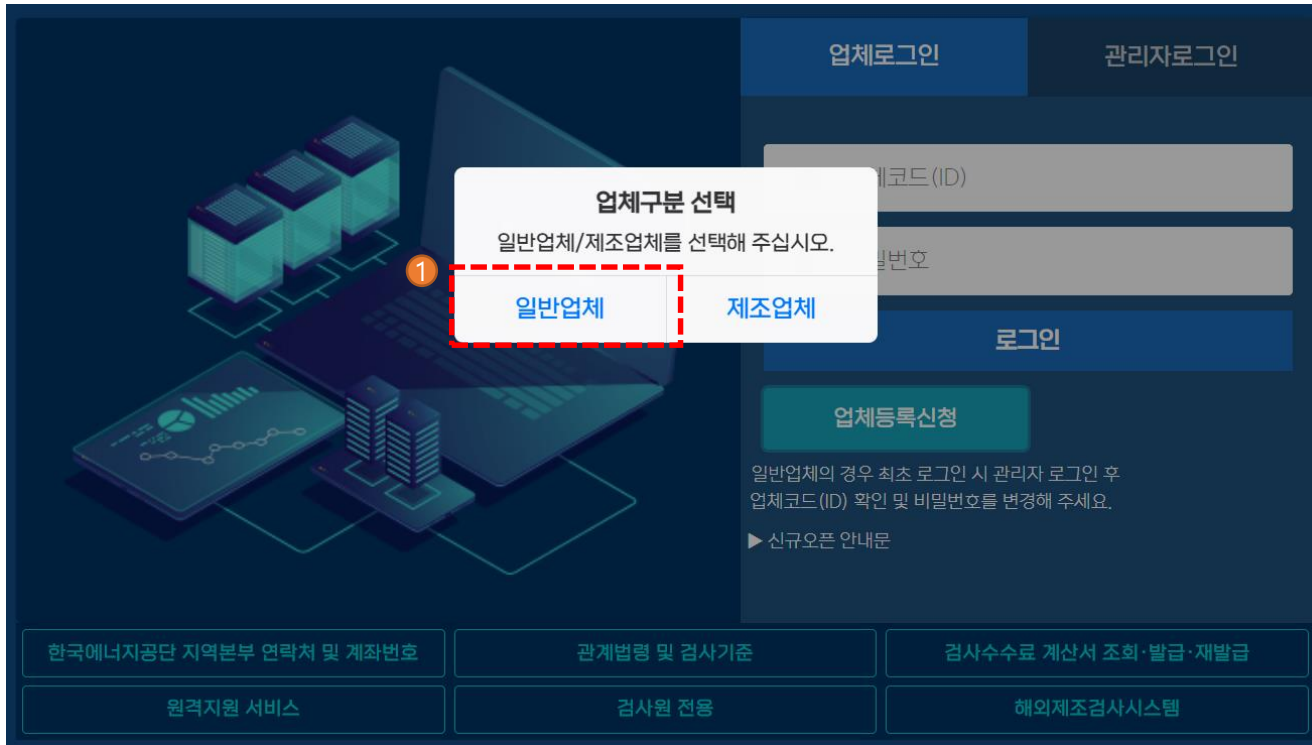 업체로그인
관리자로그인
체코드(ID)
업체구분 선택
일반업체/제조업체를 선택해 주십시오.
밀번호
1
일반업체
제조업체
로그인
업체등록신청
일반업체의 경우 최초 로그인 시 관리자 로그인 후
업체코드(ID) 확인 및 비밀번호를 변경해 주세요.
▶ 신규오픈 안내문
한국에너지공단 지역본부 연락처 및 계좌번호
관계법령 및 검사기준
검사수수료 계산서 조회·발급·재발급
원격지원 서비스
검사원 전용
해외제조검사시스템